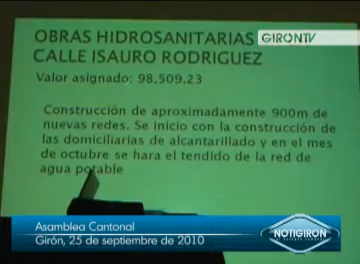 OBRAS HIDROSANITARIAS
GIRONTV
CALLE ISAURO RODRIGUEZ
Valor asignado: 98.509.23
Construcción de aproximadamente 900m de
nuevas redes. Se inicio con la construcción de
las domiciliarias de alcantarillado y en el mes
de octubre se hara el tendido de la red de
agua potable
Asamblea Cantonal
Girón, 25 de septiembre de 2010
NOTIGIRON